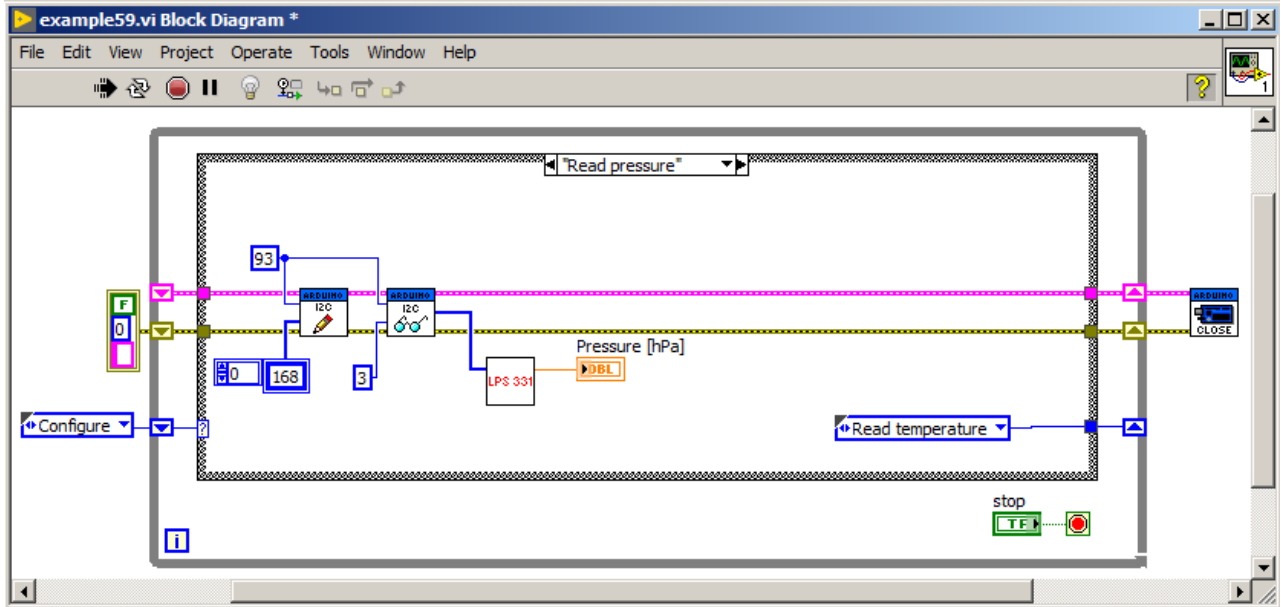 example59.vi Block Diagram *
File Edit View Project Operate Tools Window Help
1
"Read pressure"
93
ARDUINO
I2C
ARDUINO
I2C
ARDUINO
CLOSE
F
0
0
168
3
LPS 331
Pressure [hPa]
DBL
Configure
?
Read temperature
stop
TF
i